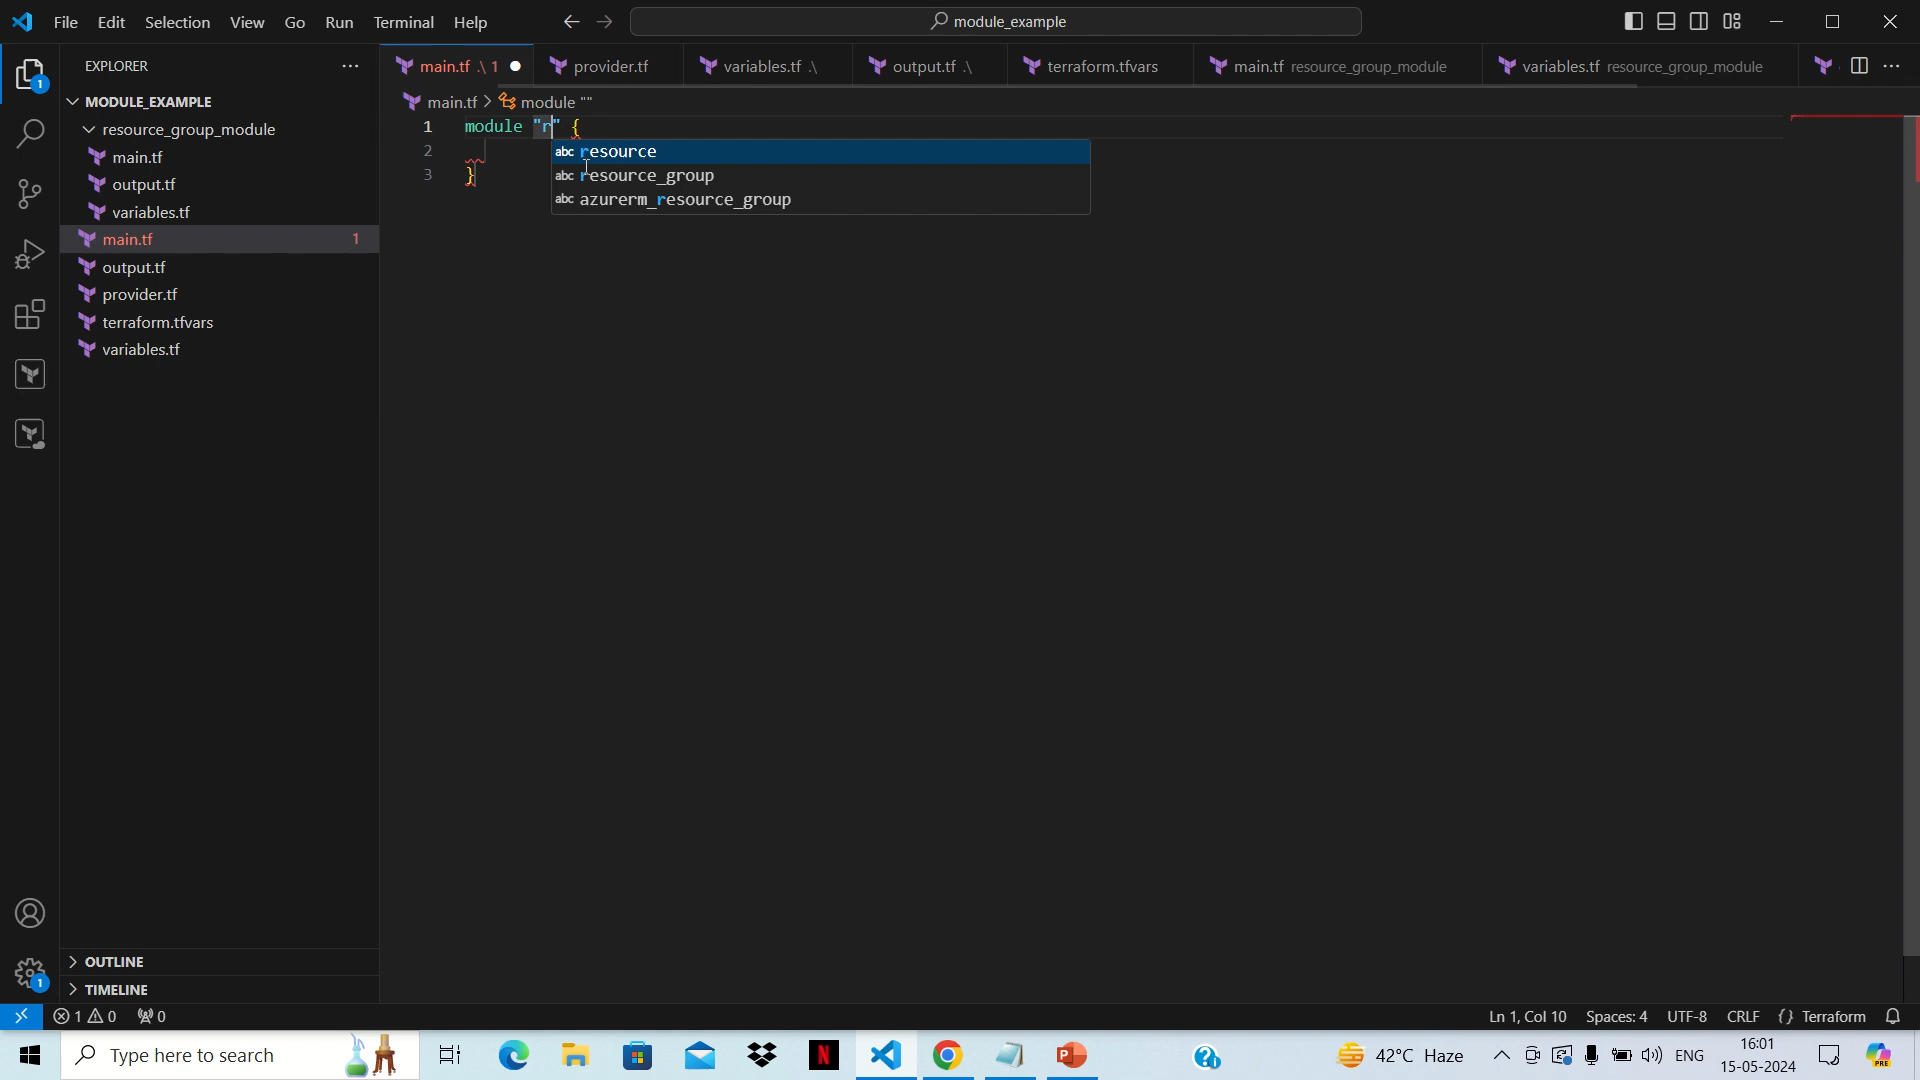 File Edit Selection View Go Run Terminal Help
module_example
EXPLORER
main.tf .\ 1
provider.tf
variables.tf .\
output.tf .\
terraform.tfvars
main.tf resource_group_module
variables.tf resource_group_module
MODULE_EXAMPLE
resource_group_module
main.tf
output.tf
variables.tf
main.tf 1
output.tf
provider.tf
terraform.tfvars
variables.tf
1
main.tf > module ""
1 module "r" {
2
3 }
abc resource
abc resource_group
abc azurerm_resource_group
OUTLINE
TIMELINE
1
1 0 0
Ln 1, Col 10 Spaces: 4 UTF-8 CRLF {} Terraform
Type here to search
N
P
42°C Haze
ENG
16:01
15-05-2024
PRE